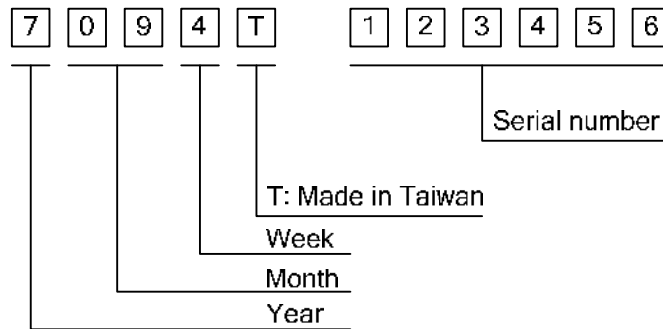 7 0 9 4 T 1 2 3 4 5 6
Serial number
T: Made in Taiwan
Week
Month
Year